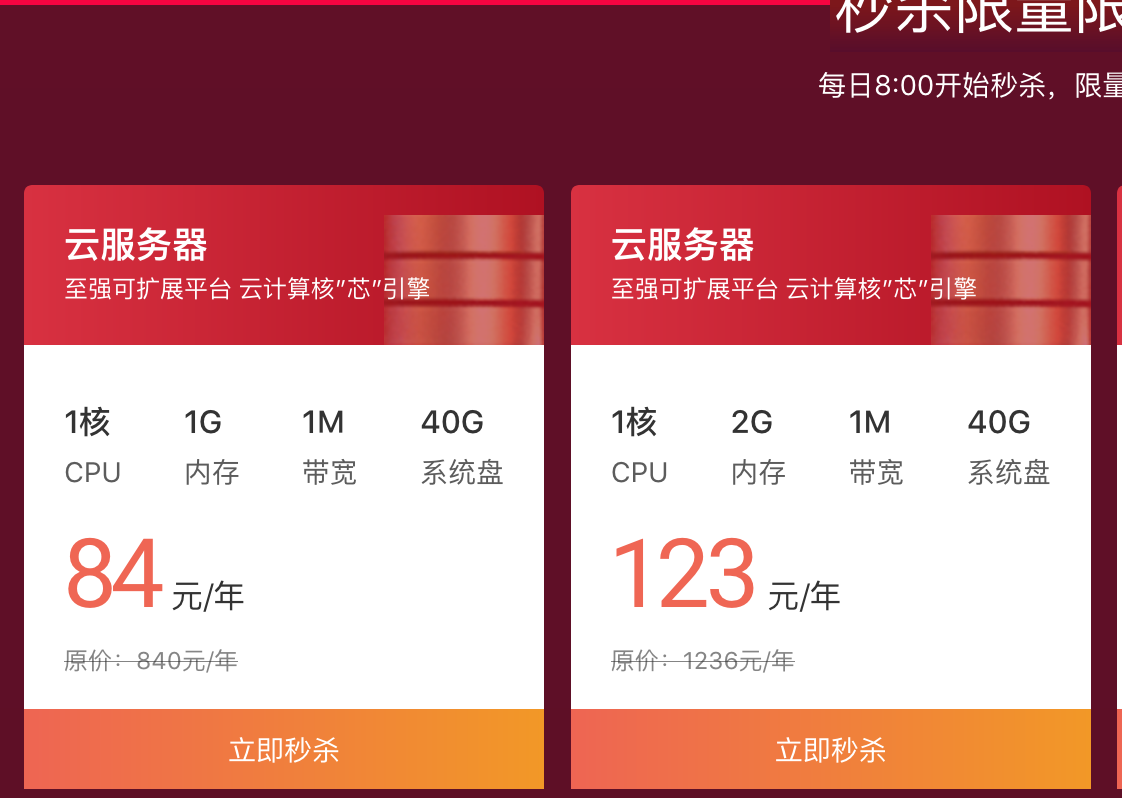 秒杀限量限
每日8:00开始秒杀，限量
云服务器
至强可扩展平台 云计算核"芯"引擎
1核 1G 1M 40G
CPU 内存 带宽 系统盘
84 元/年
原价：840元/年
立即秒杀
云服务器
至强可扩展平台 云计算核"芯"引擎
1核 2G 1M 40G
CPU 内存 带宽 系统盘
123 元/年
原价：1236元/年
立即秒杀